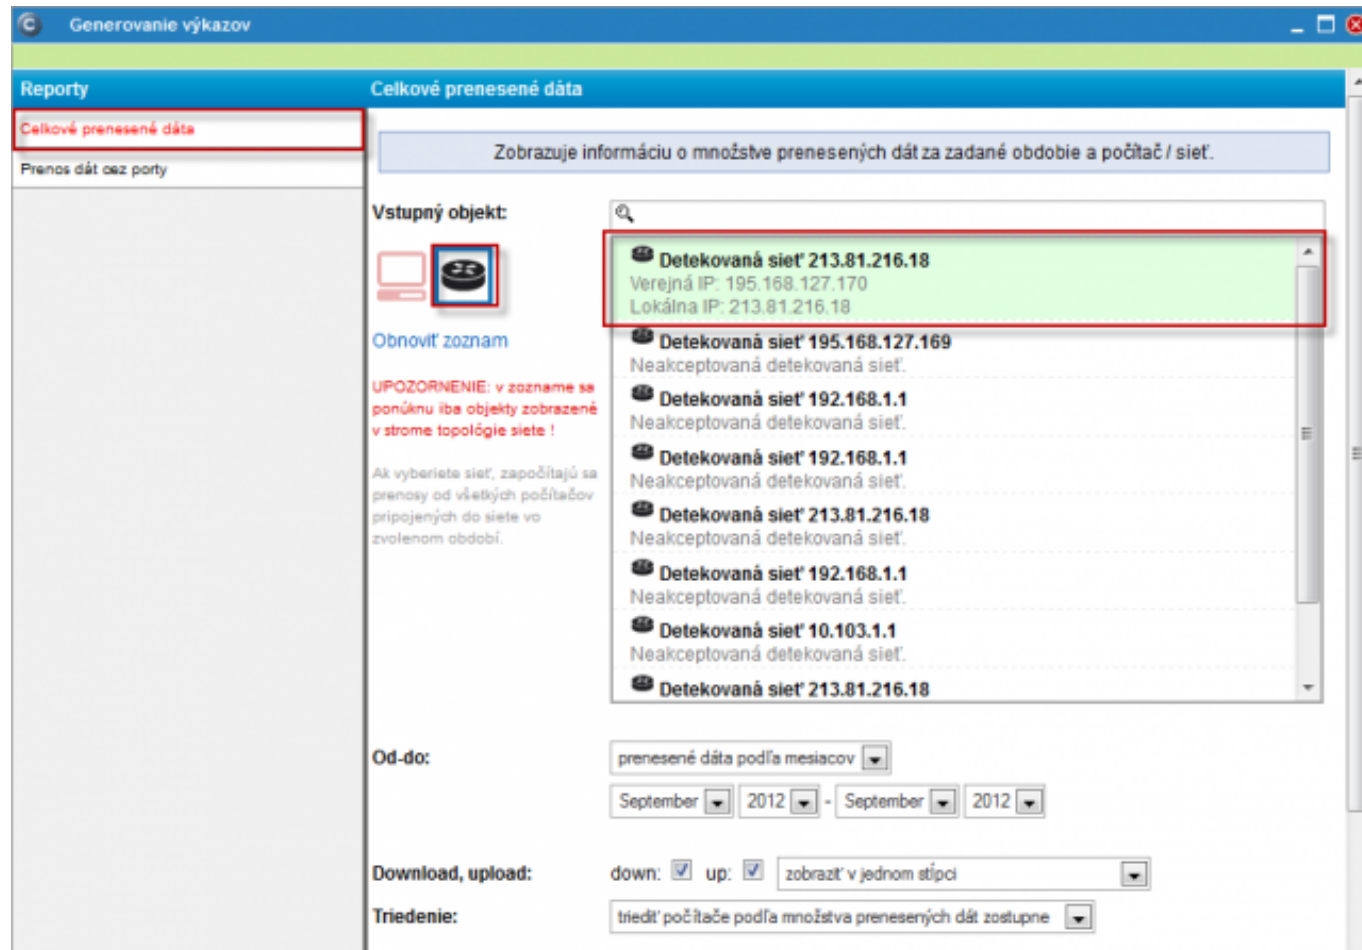 Generovanie výkazov
Reporty
Celkové prenesené dáta
Prenos dát cez porty
Celkové prenesené dáta
Zobrazuje informáciu o množstve prenesených dát za zadané obdobie a počítač / sieť.
Vstupný objekt:
Obnoviť zoznam
UPOZORNENIE: v zozname sa
ponúknu iba objekty zobrazené
v strome topológie siete !
Ak vyberiete sieť, započítajú sa
prenosy od všetkých počítačov
pripojených do siete vo
zvolenom období.
Detekovaná sieť 213.81.216.18
Verejná IP: 195.168.127.170
Lokálna IP: 213.81.216.18
Detekovaná sieť 195.168.127.169
Neakceptovaná detekovaná sieť.
Detekovaná sieť 192.168.1.1
Neakceptovaná detekovaná sieť.
Detekovaná sieť 192.168.1.1
Neakceptovaná detekovaná sieť.
Detekovaná sieť 213.81.216.18
Neakceptovaná detekovaná sieť.
Detekovaná sieť 192.168.1.1
Neakceptovaná detekovaná sieť.
Detekovaná sieť 10.103.1.1
Neakceptovaná detekovaná sieť.
Detekovaná sieť 213.81.216.18
Od-do: prenesené dáta podľa mesiacov
September 2012 - September 2012
Download, upload: down: up: zobraziť v jednom stĺpci
Triedenie: triediť počítače podľa množstva prenesených dát zostupne